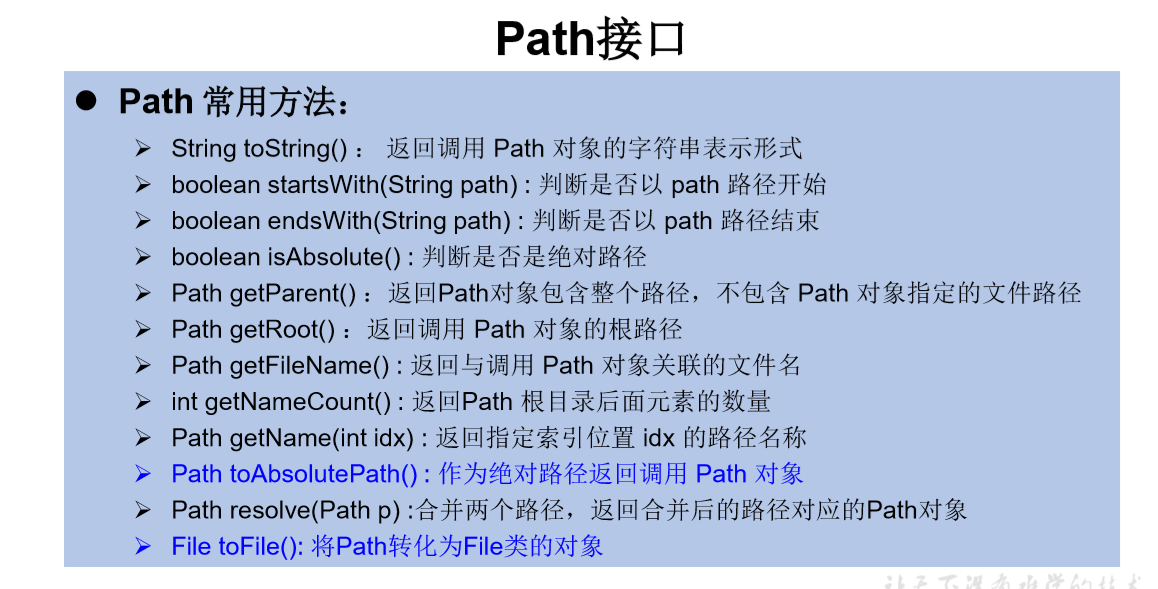 Path接口
● Path 常用方法：
➢ String toString() ： 返回调用 Path 对象的字符串表示形式
➢ boolean startsWith(String path) : 判断是否以 path 路径开始
➢ boolean endsWith(String path) : 判断是否以 path 路径结束
➢ boolean isAbsolute() : 判断是否是绝对路径
➢ Path getParent() ：返回Path对象包含整个路径，不包含 Path 对象指定的文件路径
➢ Path getRoot() ：返回调用 Path 对象的根路径
➢ Path getFileName() : 返回与调用 Path 对象关联的文件名
➢ int getNameCount() : 返回Path 根目录后面元素的数量
➢ Path getName(int idx) : 返回指定索引位置 idx 的路径名称
➢ Path toAbsolutePath() : 作为绝对路径返回调用 Path 对象
➢ Path resolve(Path p) :合并两个路径，返回合并后的路径对应的Path对象
➢ File toFile(): 将Path转化为File类的对象